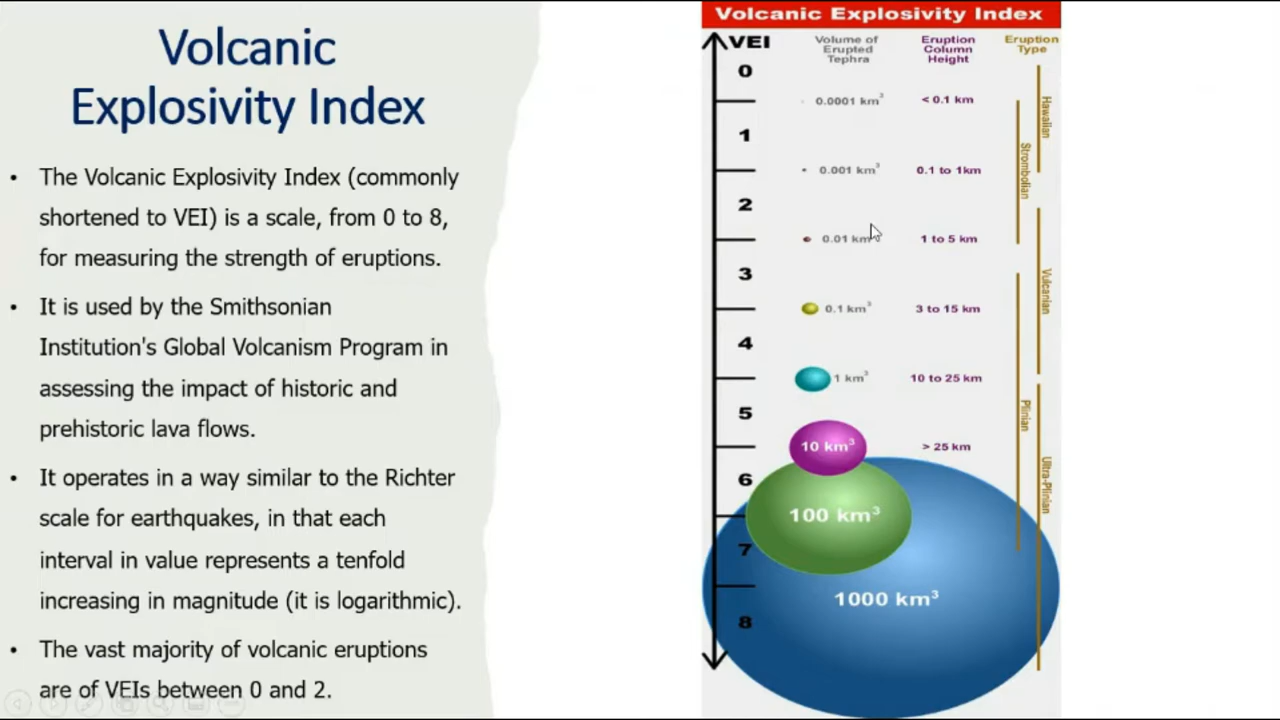 Volcanic
Explosivity Index
• The Volcanic Explosivity Index (commonly
shortened to VEI) is a scale, from 0 to 8,
for measuring the strength of eruptions.
• It is used by the Smithsonian
Institution's Global Volcanism Program in
assessing the impact of historic and
prehistoric lava flows.
• It operates in a way similar to the Richter
scale for earthquakes, in that each
interval in value represents a tenfold
increasing in magnitude (it is logarithmic).
• The vast majority of volcanic eruptions
are of VEIs between 0 and 2.
Volcanic Explosivity Index
VEI
Volume of
Erupted
Tephra
Eruption
Column
Height
Eruption
Type
0
0.0001 km³ < 0.1 km
1
0.001 km³ 0.1 to 1km
2
0.01 km³ 1 to 5 km
3
0.1 km³ 3 to 15 km
4
1 km³ 10 to 25 km
5
10 km³ > 25 km
6
100 km³
7
1000 km³
8
Hawaiian
Strombolian
Vulcanian
Plinian
Ultra-Plinian